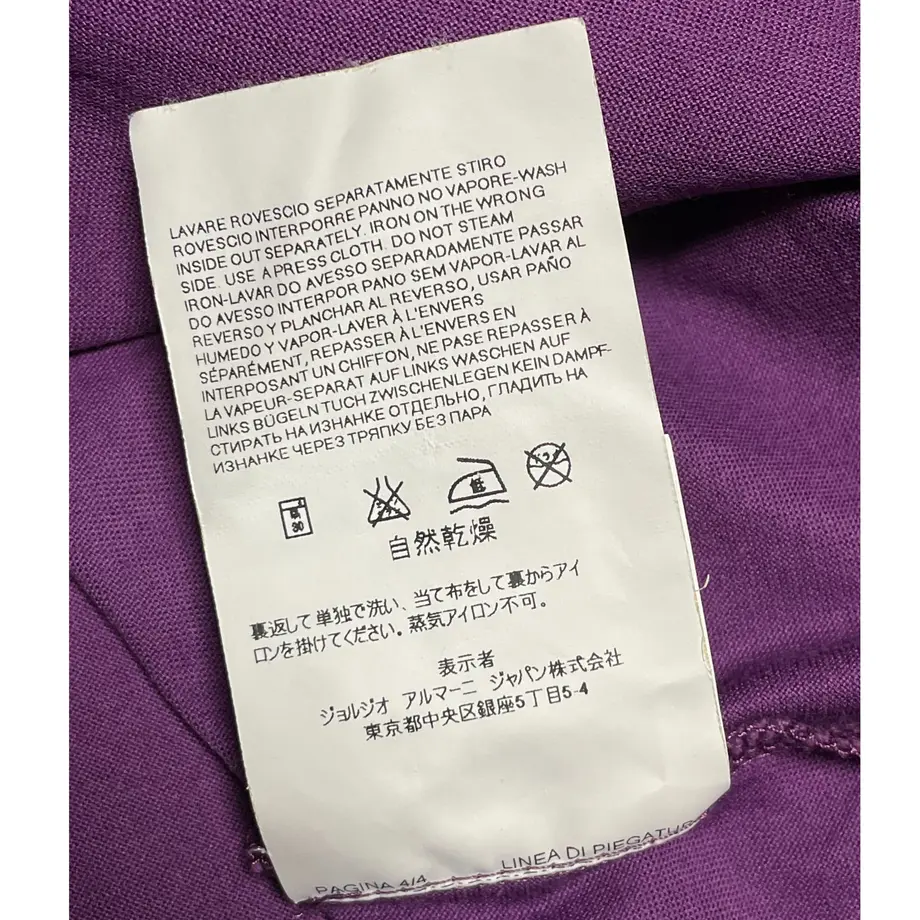 LAVARE ROVESCIO SEPARATAMENTE STIRO
ROVESCIO INTERPORRE PANNO NO VAPORE-WASH
INSIDE OUT SEPARATELY. IRON ON THE WRONG
SIDE. USE A PRESS CLOTH. DO NOT STEAM
IRON-LAVAR DO AVESSO SEPARADAMENTE PASSAR
DO AVESSO INTERPOR PANO SEM VAPOR-LAVAR AL
REVERSO Y PLANCHAR AL REVERSO, USAR PAÑO
HUMEDO Y VAPOR-LAVER À L'ENVERS
SÉPARÉMENT, REPASSER À L'ENVERS EN
INTERPOSANT UN CHIFFON, NE PASE REPASSER À
LA VAPEUR-SEPARAT AUF LINKS WASCHEN AUF
LINKS BÜGELN TUCH ZWISCHENLEGEN KEIN DAMPF-
СТИРАТЬ НА ИЗНАНКЕ ОТДЕЛЬНО, ГЛАДИТЬ НА
ИЗНАНКЕ ЧЕРЕЗ ТРЯПКУ БЕЗ ПАРА
30
低
自然乾燥
裏返して単独で洗い、当て布をして裏からアイ
ロンを掛けてください。蒸気アイロン不可。
表示者
ジョルジオ アルマーニ ジャパン株式会社
東京都中央区銀座5丁目5-4
PAGINA 4/4 LINEA DI PIEGATURA